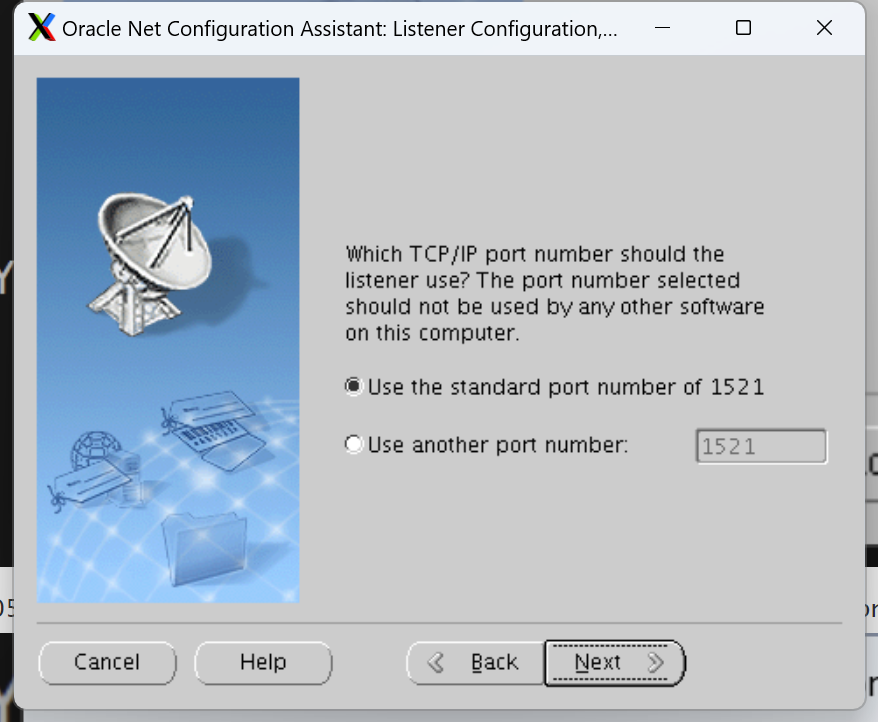 Oracle Net Configuration Assistant: Listener Configuration,...
Which TCP/IP port number should the
listener use? The port number selected
should not be used by any other software
on this computer.
Use the standard port number of 1521
Use another port number: 1521
Cancel Help Back Next